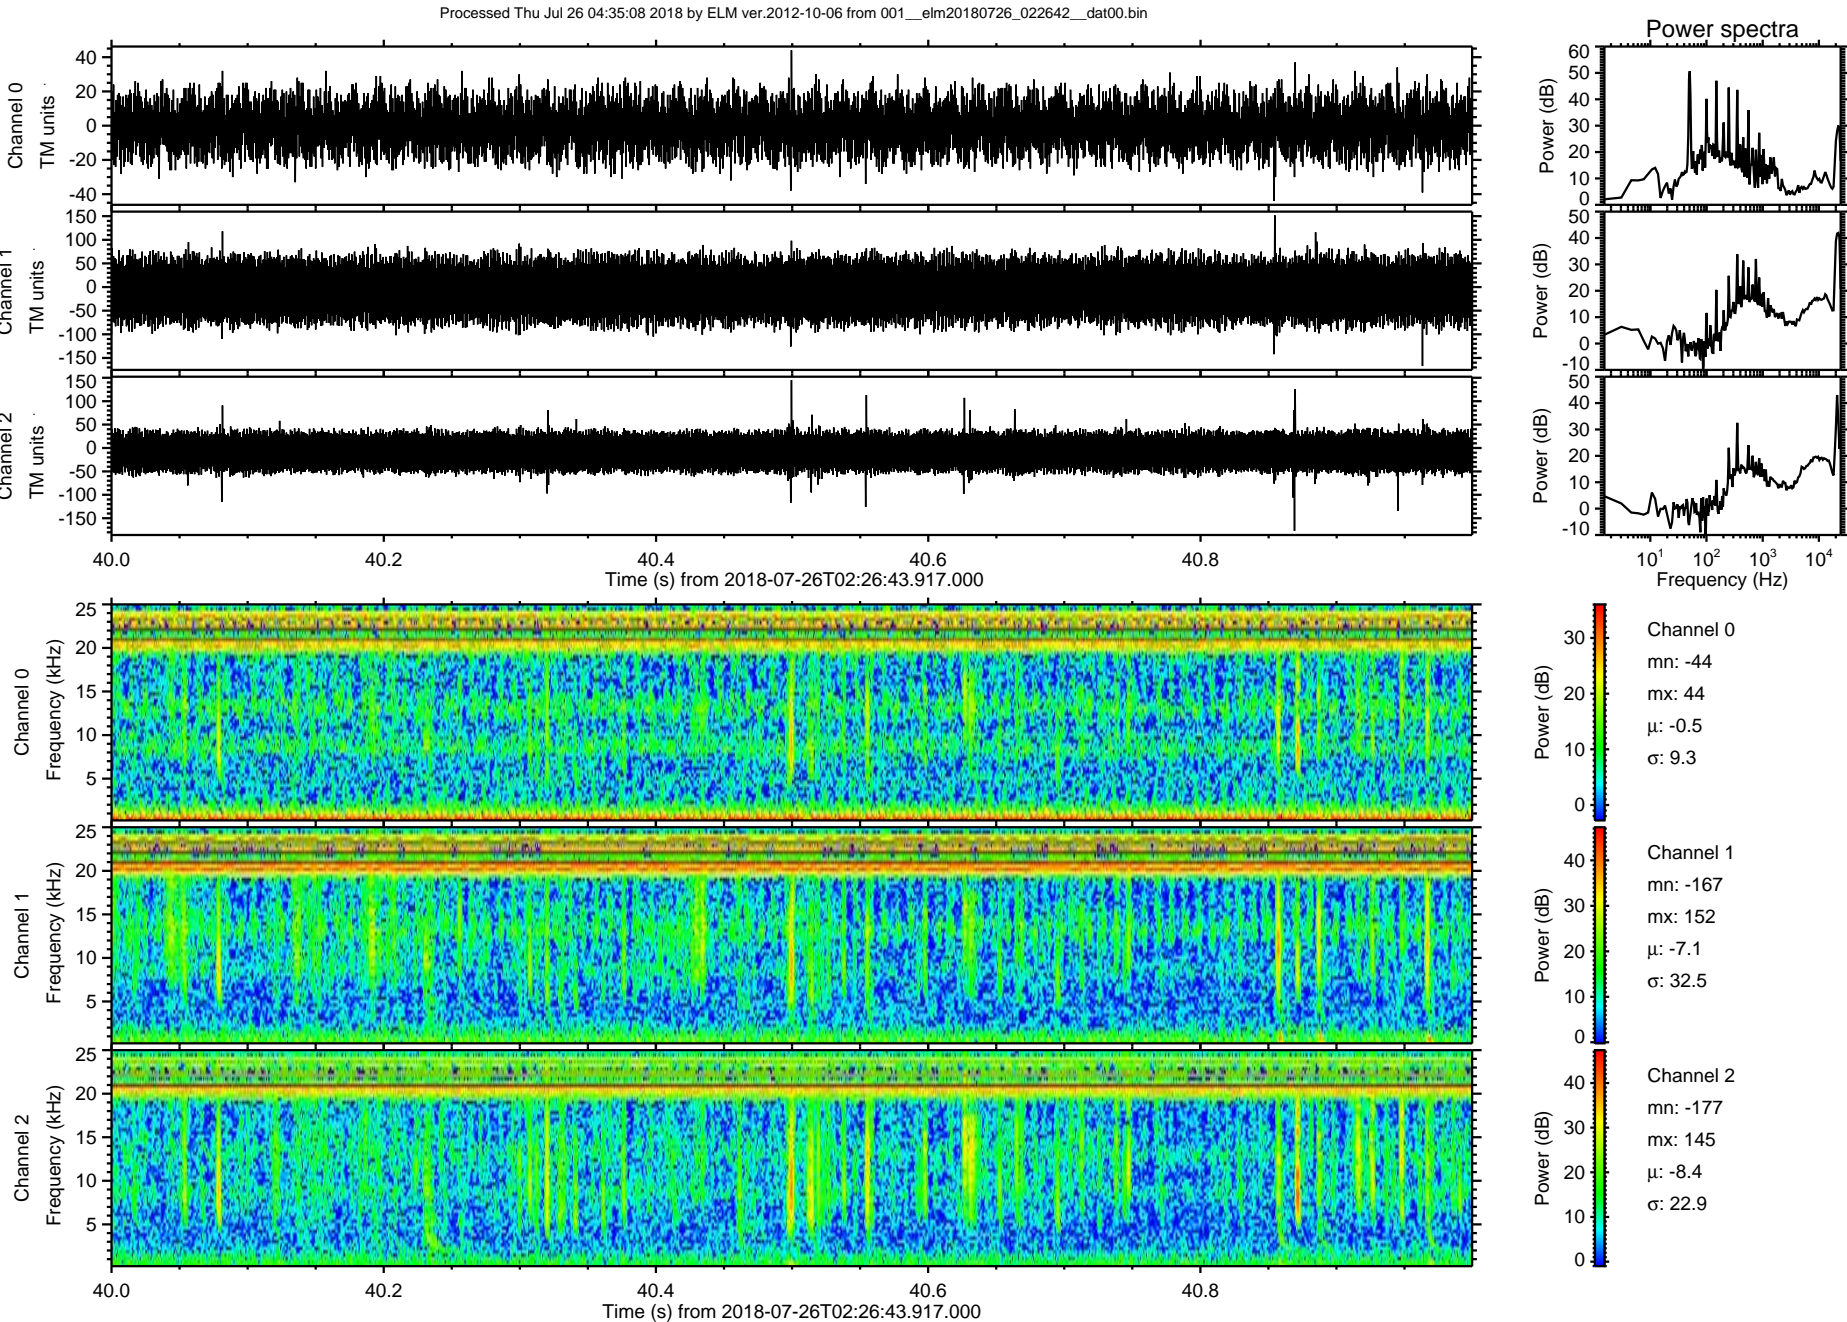 Processed Thu Jul 26 04:35:08 2018 by ELM ver.2012-10-06 from 001__elm20180726_022642__dat00.bin
Power spectra
Channel 0
TM units
40
20
0
-20
-40
Power (dB)
60
50
40
30
20
10
0
Channel 1
TM units
150
100
50
0
-50
-100
-150
Power (dB)
50
40
30
20
10
0
-10
Channel 2
TM units
150
100
50
0
-50
-100
-150
Power (dB)
50
40
30
20
10
0
-10
40.0 40.2 40.4 40.6 40.8
Time (s) from 2018-07-26T02:26:43.917.000
10¹ 10² 10³ 10⁴
Frequency (Hz)
Channel 0
Frequency (kHz)
25
20
15
10
5
Power (dB)
30
20
10
0
Channel 0
mn: -44
mx: 44
μ: -0.5
σ: 9.3
Channel 1
Frequency (kHz)
25
20
15
10
5
Power (dB)
40
30
20
10
0
Channel 1
mn: -167
mx: 152
μ: -7.1
σ: 32.5
Channel 2
Frequency (kHz)
25
20
15
10
5
Power (dB)
40
30
20
10
0
Channel 2
mn: -177
mx: 145
μ: -8.4
σ: 22.9
40.0 40.2 40.4 40.6 40.8
Time (s) from 2018-07-26T02:26:43.917.000